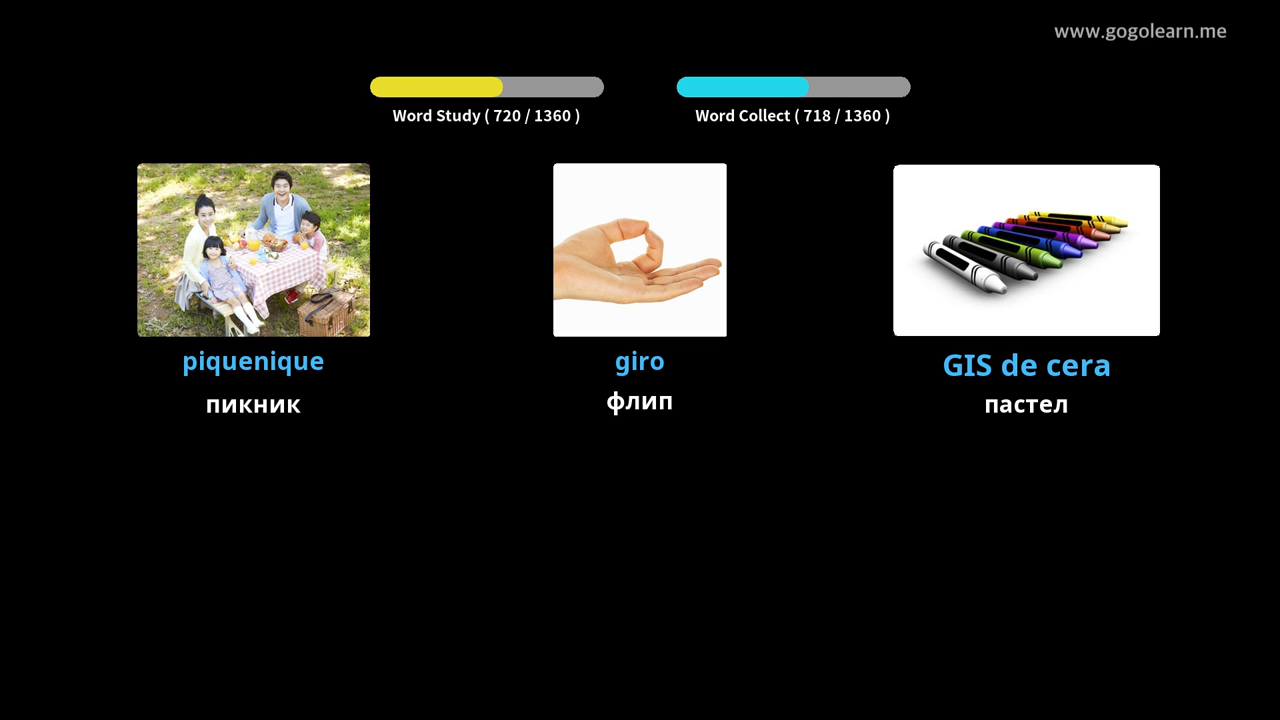 www.gogolearn.me
Word Study ( 720 / 1360 )
Word Collect ( 718 / 1360 )
piquenique
пикник
giro
флип
GIS de cera
пастел